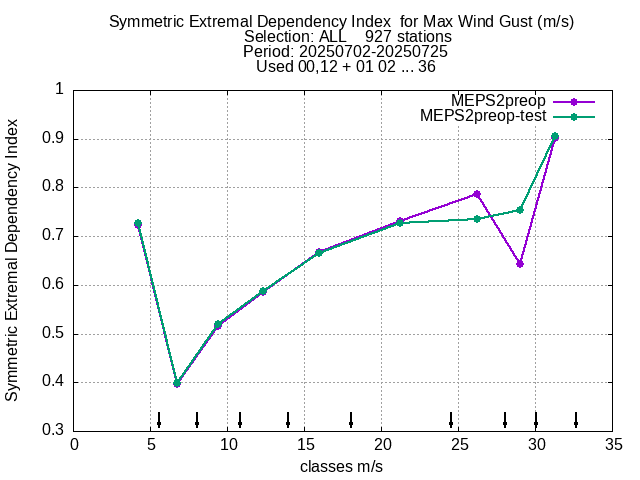 Symmetric Extremal Dependency Index  for Max Wind Gust (m/s)
Selection: ALL    927 stations
Period: 20250702-20250725
Used 00,12 + 01 02 ... 36
MEPS2preop
MEPS2preop-test
Symmetric Extremal Dependency Index
1
0.9
0.8
0.7
0.6
0.5
0.4
0.3
0 5 10 15 20 25 30 35
classes m/s